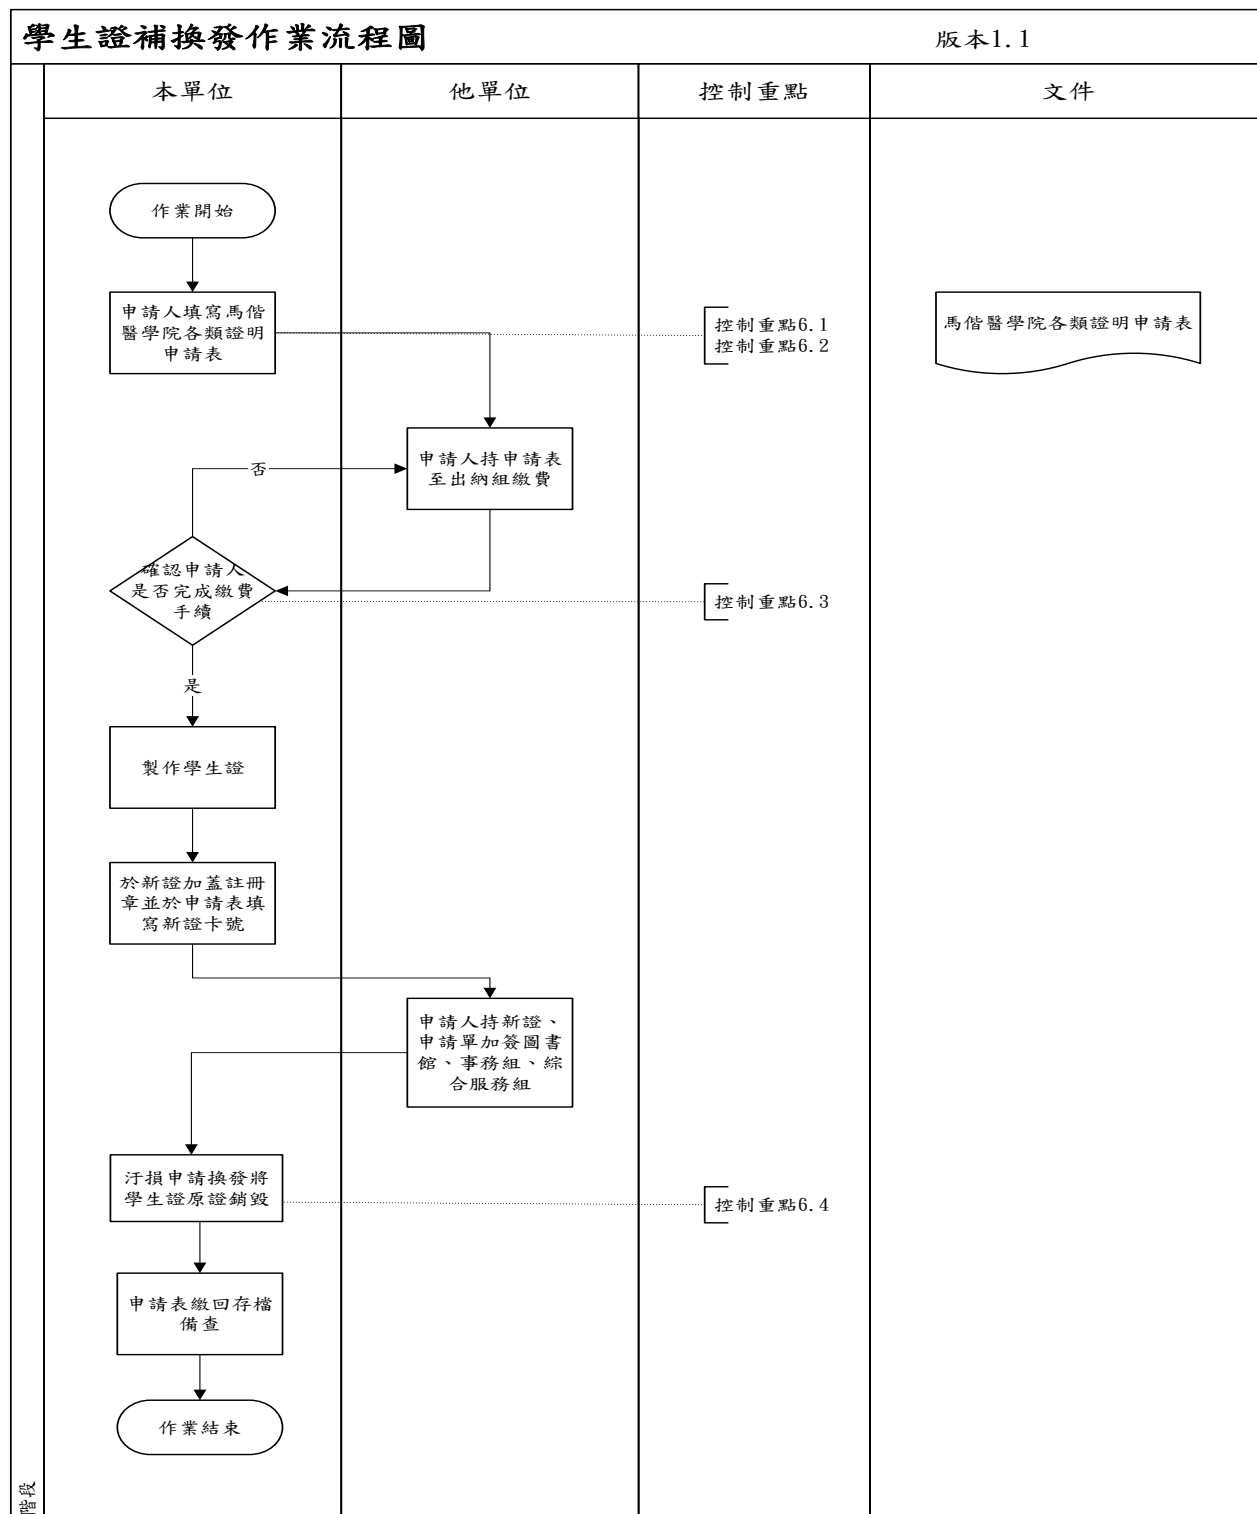 學生證補換發作業流程圖
版本1.1
本單位
他單位
控制重點
文件
作業開始
申請人填寫馬偕
醫學院各類證明
申請表
控制重點6.1
控制重點6.2
馬偕醫學院各類證明申請表
申請人持申請表
至出納組繳費
否
確認申請人
是否完成繳費
手續
控制重點6.3
是
製作學生證
於新證加蓋註冊
章並於申請表填
寫新證卡號
申請人持新證、
申請單加簽圖書
館、事務組、綜
合服務組
汙損申請換發將
學生證原證銷毀
控制重點6.4
申請表繳回存檔
備查
作業結束
階段